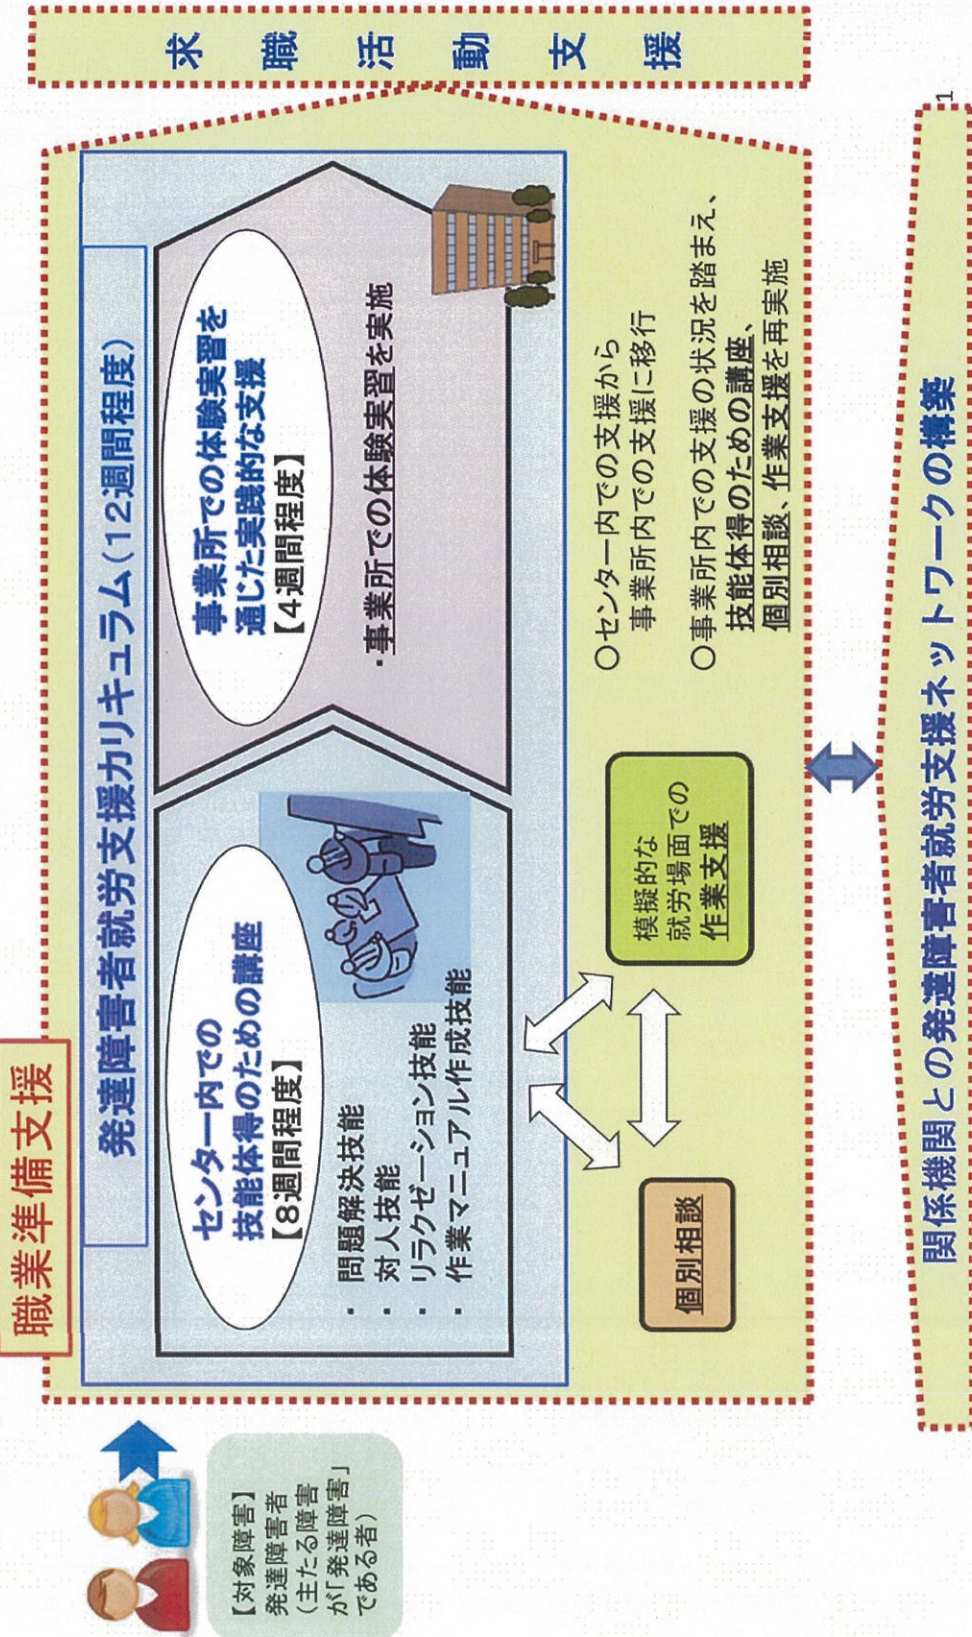 職業準備支援
【対象障害】
発達障害者
(主たる障害
が「発達障害」
である者)
発達障害者就労支援カリキュラム(12週間程度)
センター内での
技能体得のための講座
【8週間程度】
・ 問題解決技能
・ 対人技能
・ リラクゼーション技能
・ 作業マニュアル作成技能
事業所での体験実習を
通じた実践的な支援
【4週間程度】
・事業所での体験実習を実施
個別相談
模擬的な
就労場面での
作業支援
○センター内での支援から
事業所内での支援に移行
○事業所内での支援の状況を踏まえ、
技能体得のための講座、
個別相談、作業支援を再実施
求職活動支援
関係機関との発達障害者就労支援ネットワークの構築
1